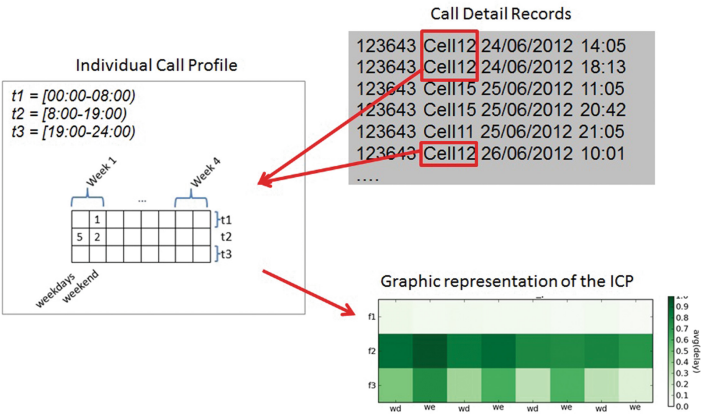 Call Detail Records
123643 Cell12 24/06/2012 14:05
123643 Cell12 24/06/2012 18:13
123643 Cell15 25/06/2012 11:05
123643 Cell15 25/06/2012 20:42
123643 Cell11 25/06/2012 21:05
123643 Cell12 26/06/2012 10:01
....
Individual Call Profile
t1 = [00:00-08:00)
t2 = [8:00-19:00)
t3 = [19:00-24:00)
Week 1
...
Week 4
1
t1
5 2
t2
t3
weekdays
weekend
Graphic representation of the ICP
f1
f2
f3
wd we wd we wd we wd we
1.0
0.9
0.8
0.7
0.6
0.5
0.4
0.3
0.2
0.1
0.0
avg(delay)